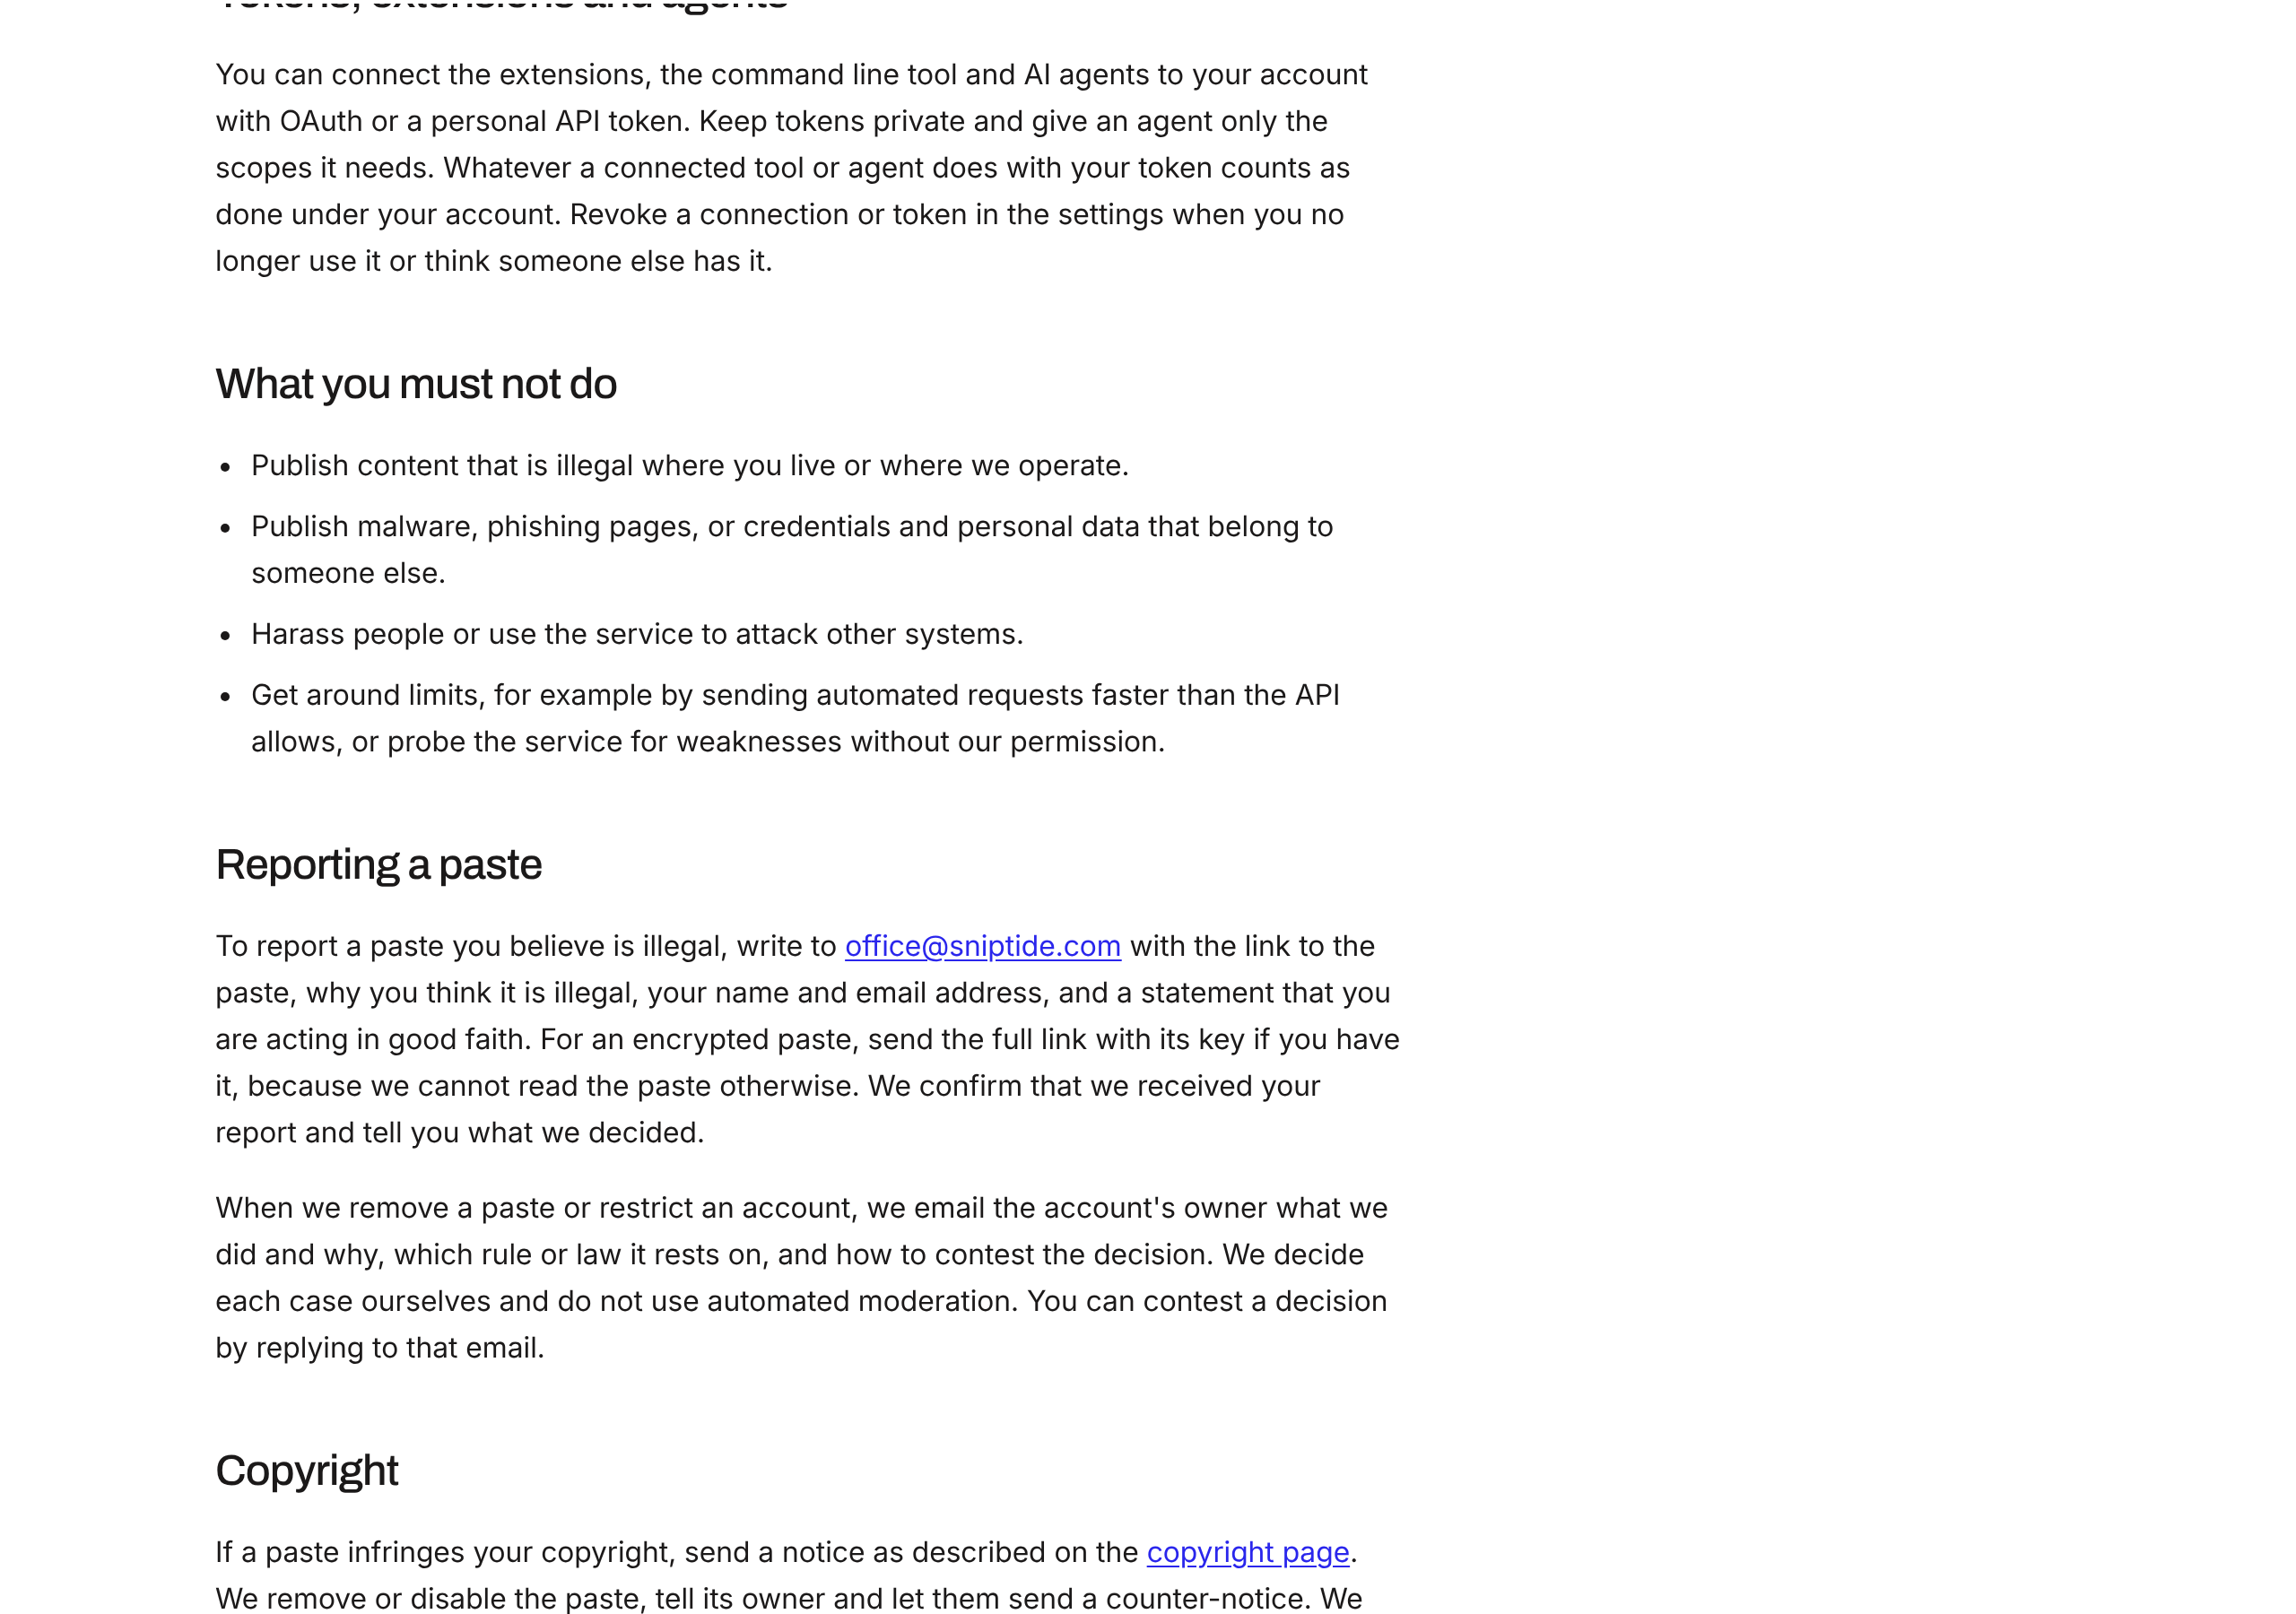 Tokens, extensions and agents
You can connect the extensions, the command line tool and AI agents to your account
with OAuth or a personal API token. Keep tokens private and give an agent only the
scopes it needs. Whatever a connected tool or agent does with your token counts as
done under your account. Revoke a connection or token in the settings when you no
longer use it or think someone else has it.
What you must not do
• Publish content that is illegal where you live or where we operate.
• Publish malware, phishing pages, or credentials and personal data that belong to
someone else.
• Harass people or use the service to attack other systems.
• Get around limits, for example by sending automated requests faster than the API
allows, or probe the service for weaknesses without our permission.
Reporting a paste
To report a paste you believe is illegal, write to office@sniptide.com with the link to the
paste, why you think it is illegal, your name and email address, and a statement that you
are acting in good faith. For an encrypted paste, send the full link with its key if you have
it, because we cannot read the paste otherwise. We confirm that we received your
report and tell you what we decided.
When we remove a paste or restrict an account, we email the account's owner what we
did and why, which rule or law it rests on, and how to contest the decision. We decide
each case ourselves and do not use automated moderation. You can contest a decision
by replying to that email.
Copyright
If a paste infringes your copyright, send a notice as described on the copyright page.
We remove or disable the paste, tell its owner and let them send a counter-notice. We